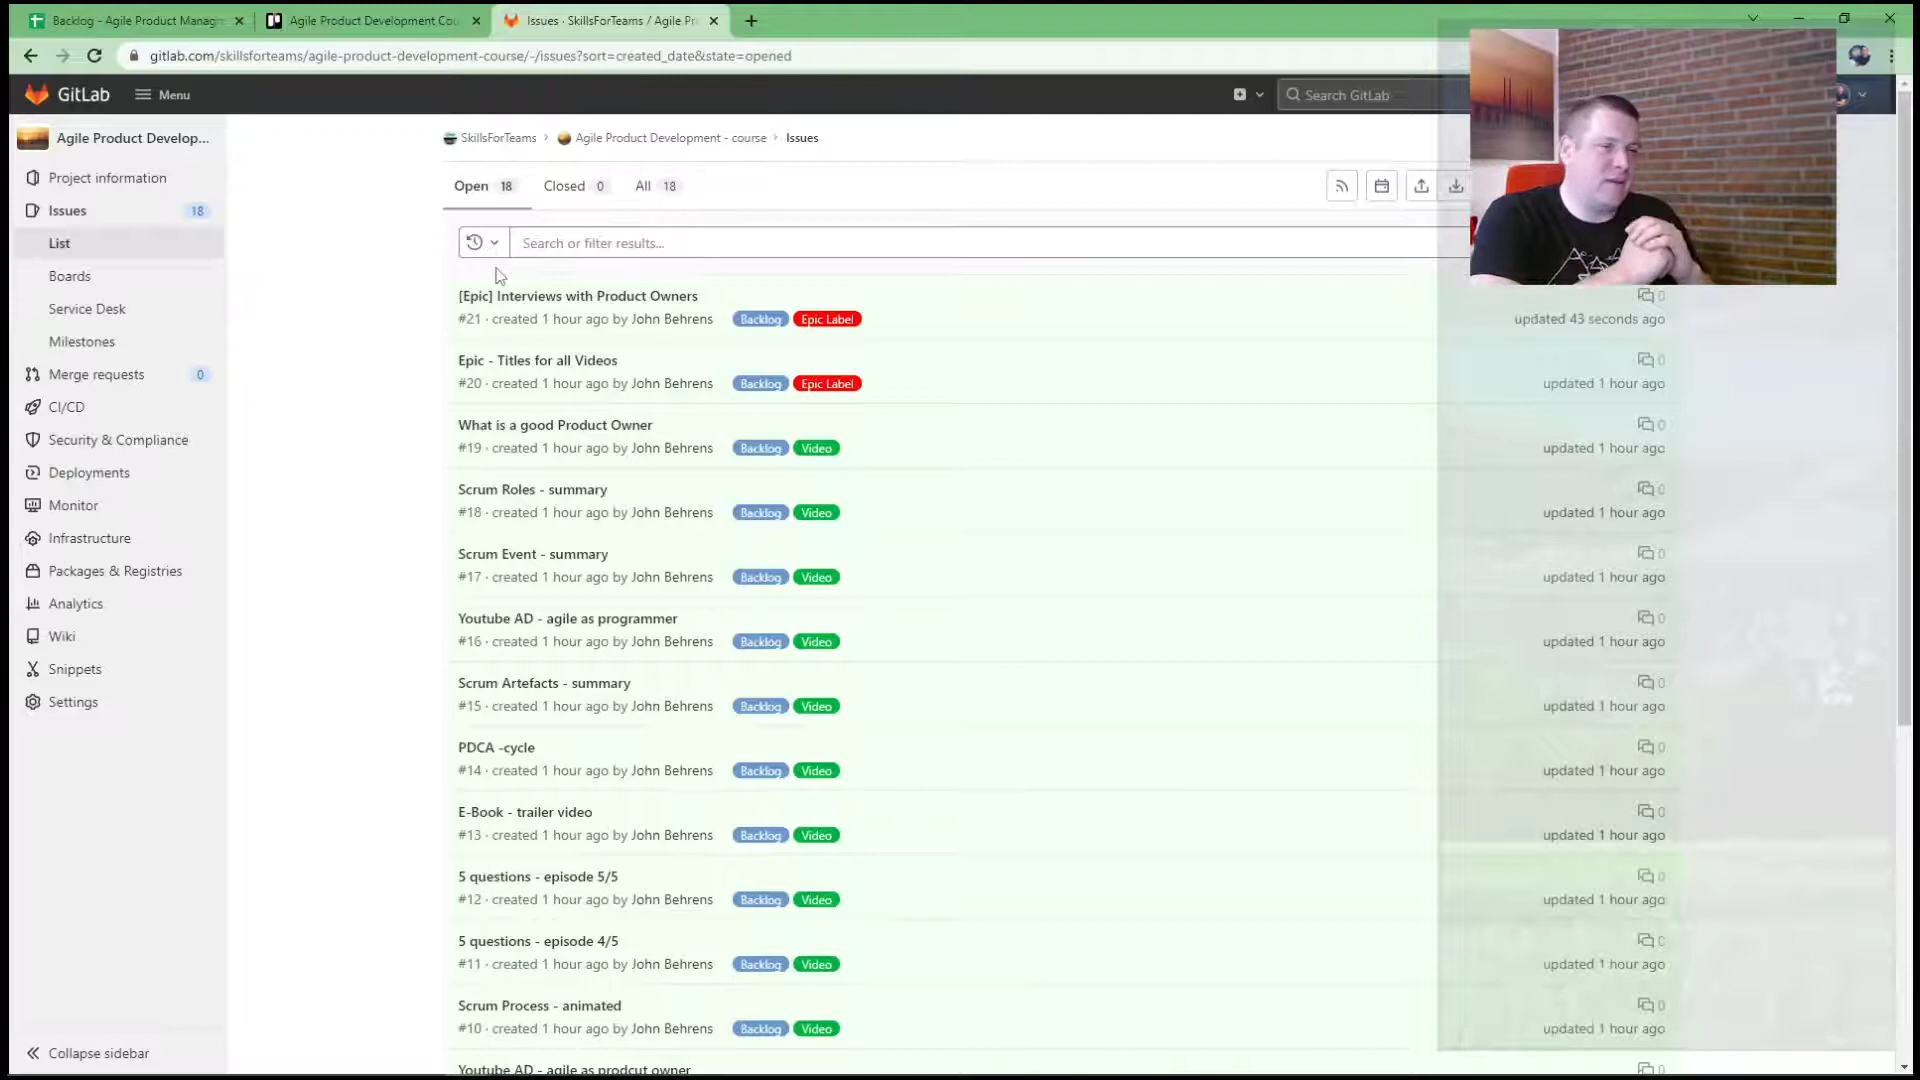 Backlog - Agile Product Manag
Agile Product Development Cou
Issues · SkillsForTeams / Agile Pr
gitlab.com/skillsforteams/agile-product-development-course/-/issues?sort=created_date&state=opened
GitLab
Menu
Search GitLab
Agile Product Develop...
Project information
Issues 18
List
Boards
Service Desk
Milestones
Merge requests 0
CI/CD
Security & Compliance
Deployments
Monitor
Infrastructure
Packages & Registries
Analytics
Wiki
Snippets
Settings
Collapse sidebar
SkillsForTeams › Agile Product Development - course › Issues
Open 18 Closed 0 All 18
Search or filter results...
[Epic] Interviews with Product Owners 0
#21 · created 1 hour ago by John Behrens Backlog Epic Label updated 43 seconds ago
Epic - Titles for all Videos 0
#20 · created 1 hour ago by John Behrens Backlog Epic Label updated 1 hour ago
What is a good Product Owner 0
#19 · created 1 hour ago by John Behrens Backlog Video updated 1 hour ago
Scrum Roles - summary 0
#18 · created 1 hour ago by John Behrens Backlog Video updated 1 hour ago
Scrum Event - summary 0
#17 · created 1 hour ago by John Behrens Backlog Video updated 1 hour ago
Youtube AD - agile as programmer 0
#16 · created 1 hour ago by John Behrens Backlog Video updated 1 hour ago
Scrum Artefacts - summary 0
#15 · created 1 hour ago by John Behrens Backlog Video updated 1 hour ago
PDCA -cycle 0
#14 · created 1 hour ago by John Behrens Backlog Video updated 1 hour ago
E-Book - trailer video 0
#13 · created 1 hour ago by John Behrens Backlog Video updated 1 hour ago
5 questions - episode 5/5 0
#12 · created 1 hour ago by John Behrens Backlog Video updated 1 hour ago
5 questions - episode 4/5 0
#11 · created 1 hour ago by John Behrens Backlog Video updated 1 hour ago
Scrum Process - animated 0
#10 · created 1 hour ago by John Behrens Backlog Video updated 1 hour ago
Youtube AD - agile as prodcut owner 0